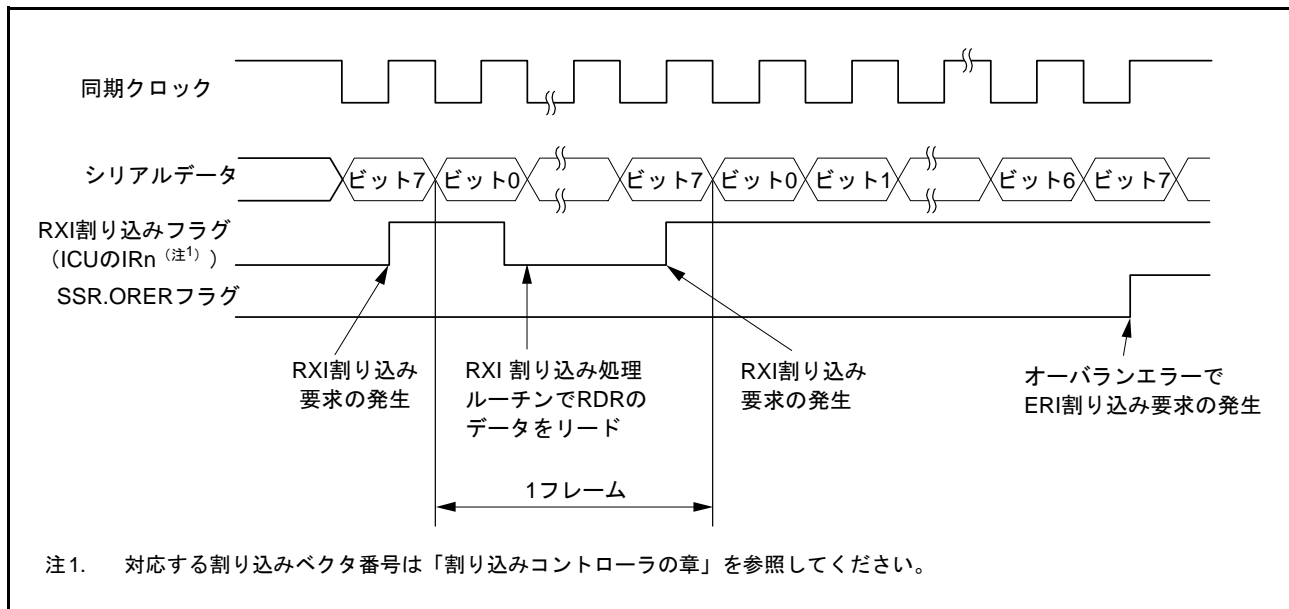 同期クロック
シリアルデータ
ビット7 ビット0 ビット7 ビット0 ビット1 ビット6 ビット7
RXI割り込みフラグ
（ICUのIRn（注1））
SSR.ORERフラグ
RXI割り込み
要求の発生
RXI 割り込み処理
ルーチンでRDRの
データをリード
RXI割り込み
要求の発生
オーバランエラーで
ERI割り込み要求の発生
1フレーム
注1. 対応する割り込みベクタ番号は「割り込みコントローラの章」を参照してください。